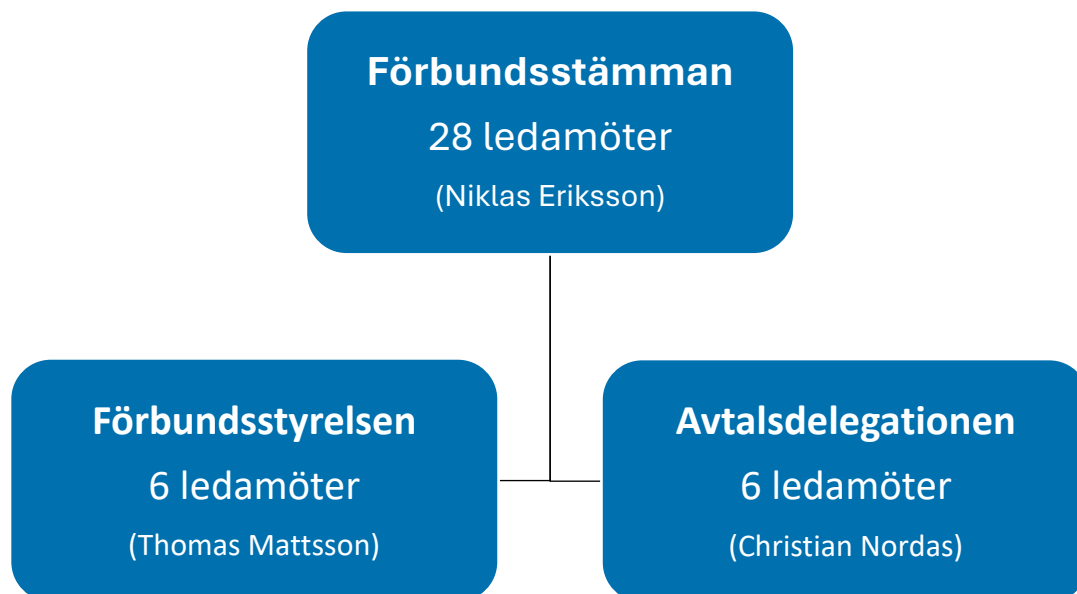 Förbundsstämman
28 ledamöter
(Niklas Eriksson)
Förbundsstyrelsen
6 ledamöter
(Thomas Mattsson)
Avtalsdelegationen
6 ledamöter
(Christian Nordas)